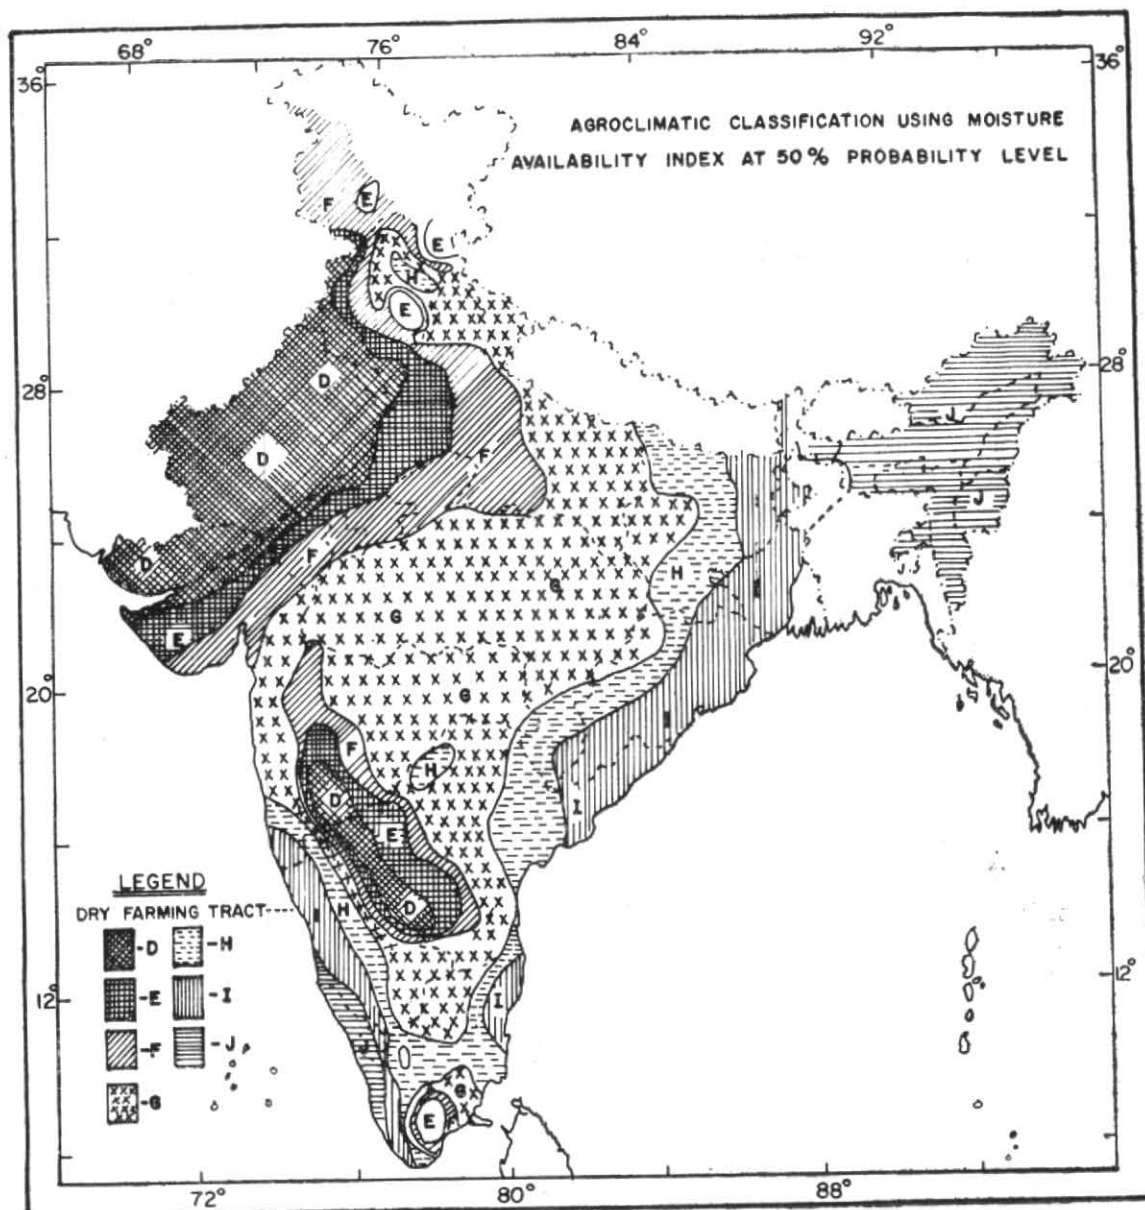 68° 76° 84° 92°
36° 36°
AGROCLIMATIC CLASSIFICATION USING MOISTURE
AVAILABILITY INDEX AT 50% PROBABILITY LEVEL
E
F
E
H
E
28° 28°
D
J
D
F
J
F
D
H
I
G
E
G
20° 20°
G
I
F
H
D
I
E
LEGEND
DRY FARMING TRACT
I H D
-D -H
12° 12°
-E -I
I
-F -J
J
G
-G
E F
72° 80° 88°